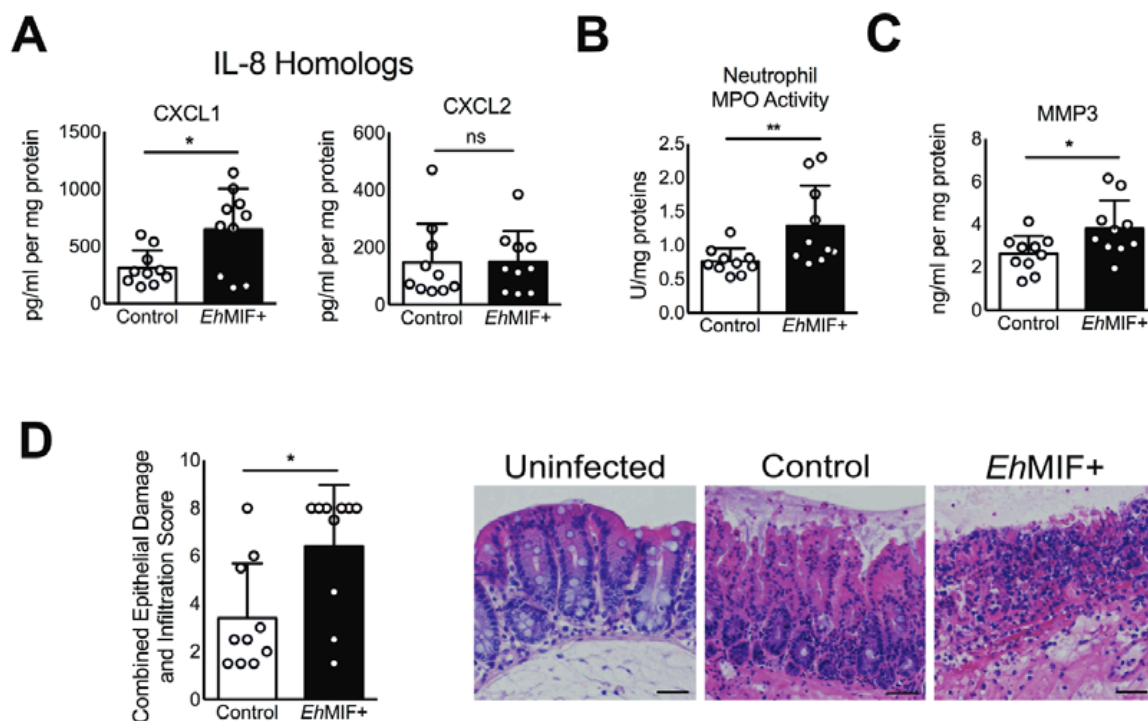 A
IL-8 Homologs
CXCL1
pg/ml per mg protein
1500
1000
500
0
*
Control
EhMIF+
CXCL2
pg/ml per mg protein
600
400
200
0
ns
Control
EhMIF+
B
Neutrophil
MPO Activity
U/mg proteins
2.5
2.0
1.5
1.0
0.5
0.0
**
Control
EhMIF+
C
MMP3
ng/ml per mg protein
8
6
4
2
0
*
Control
EhMIF+
D
Combined Epithelial Damage
and Infiltration Score
10
8
6
4
2
0
*
Control
EhMIF+
Uninfected
Control
EhMIF+